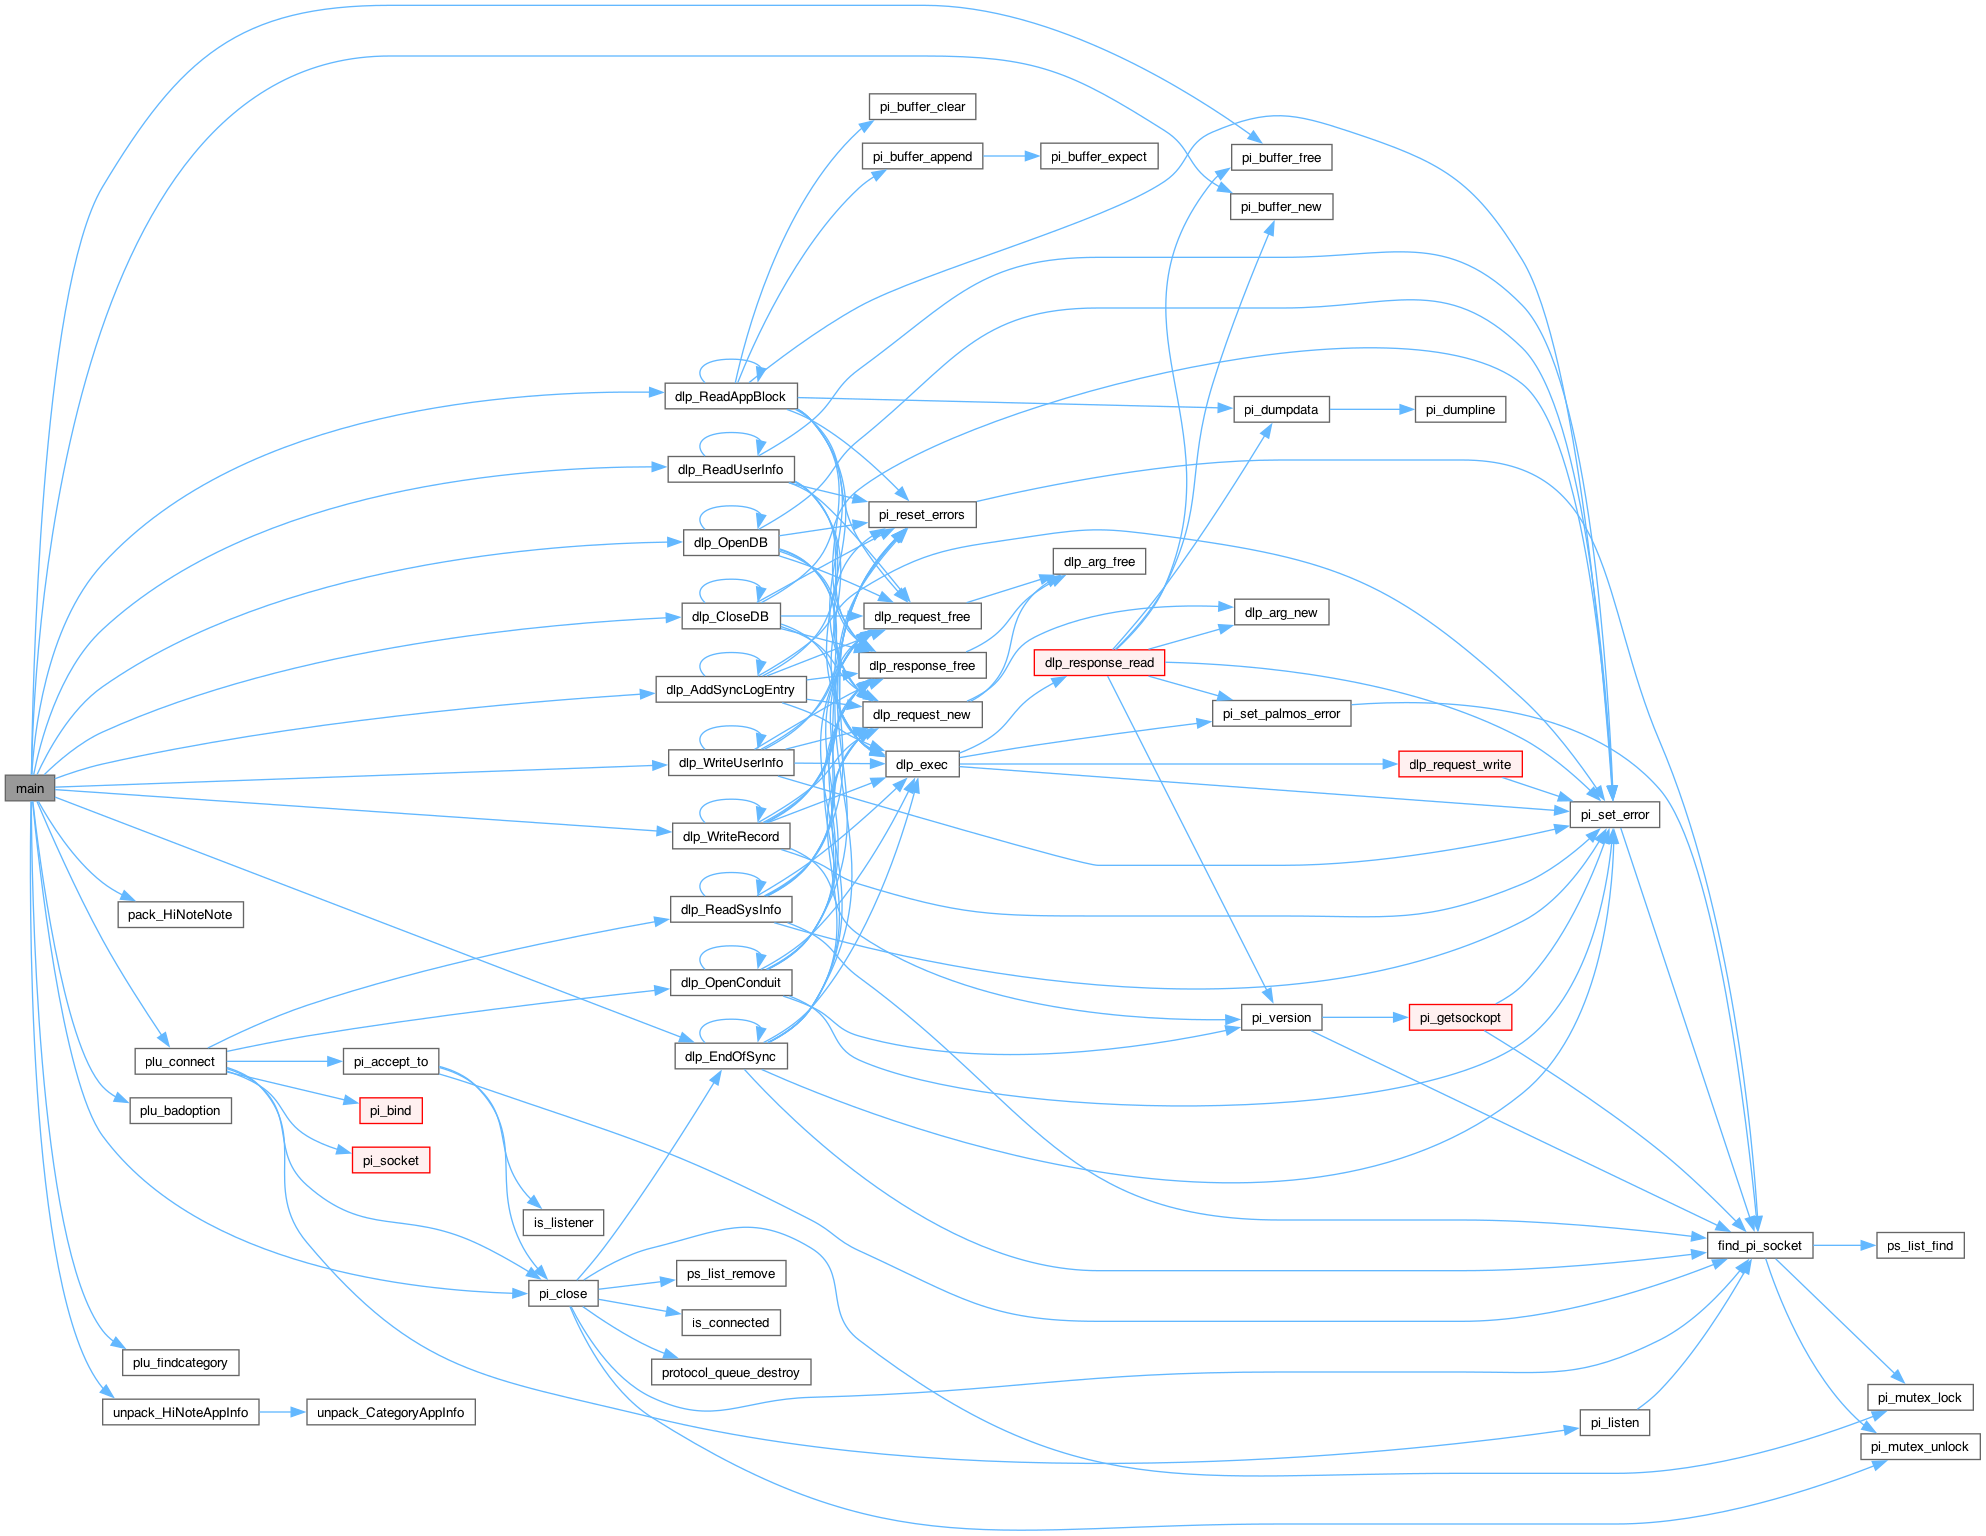 main
pack_HiNoteNote
plu_connect
plu_badoption
plu_findcategory
unpack_HiNoteAppInfo
unpack_CategoryAppInfo
pi_accept_to
pi_bind
pi_socket
is_listener
pi_close
dlp_ReadAppBlock
dlp_ReadUserInfo
dlp_OpenDB
dlp_CloseDB
dlp_AddSyncLogEntry
dlp_WriteUserInfo
dlp_WriteRecord
dlp_ReadSysInfo
dlp_OpenConduit
dlp_EndOfSync
ps_list_remove
is_connected
protocol_queue_destroy
pi_buffer_clear
pi_buffer_append
pi_buffer_expect
pi_reset_errors
dlp_request_free
dlp_response_free
dlp_request_new
dlp_exec
dlp_arg_free
dlp_response_read
pi_buffer_free
pi_buffer_new
pi_dumpdata
pi_dumpline
dlp_arg_new
pi_set_palmos_error
dlp_request_write
pi_set_error
pi_version
pi_getsockopt
pi_listen
find_pi_socket
ps_list_find
pi_mutex_lock
pi_mutex_unlock